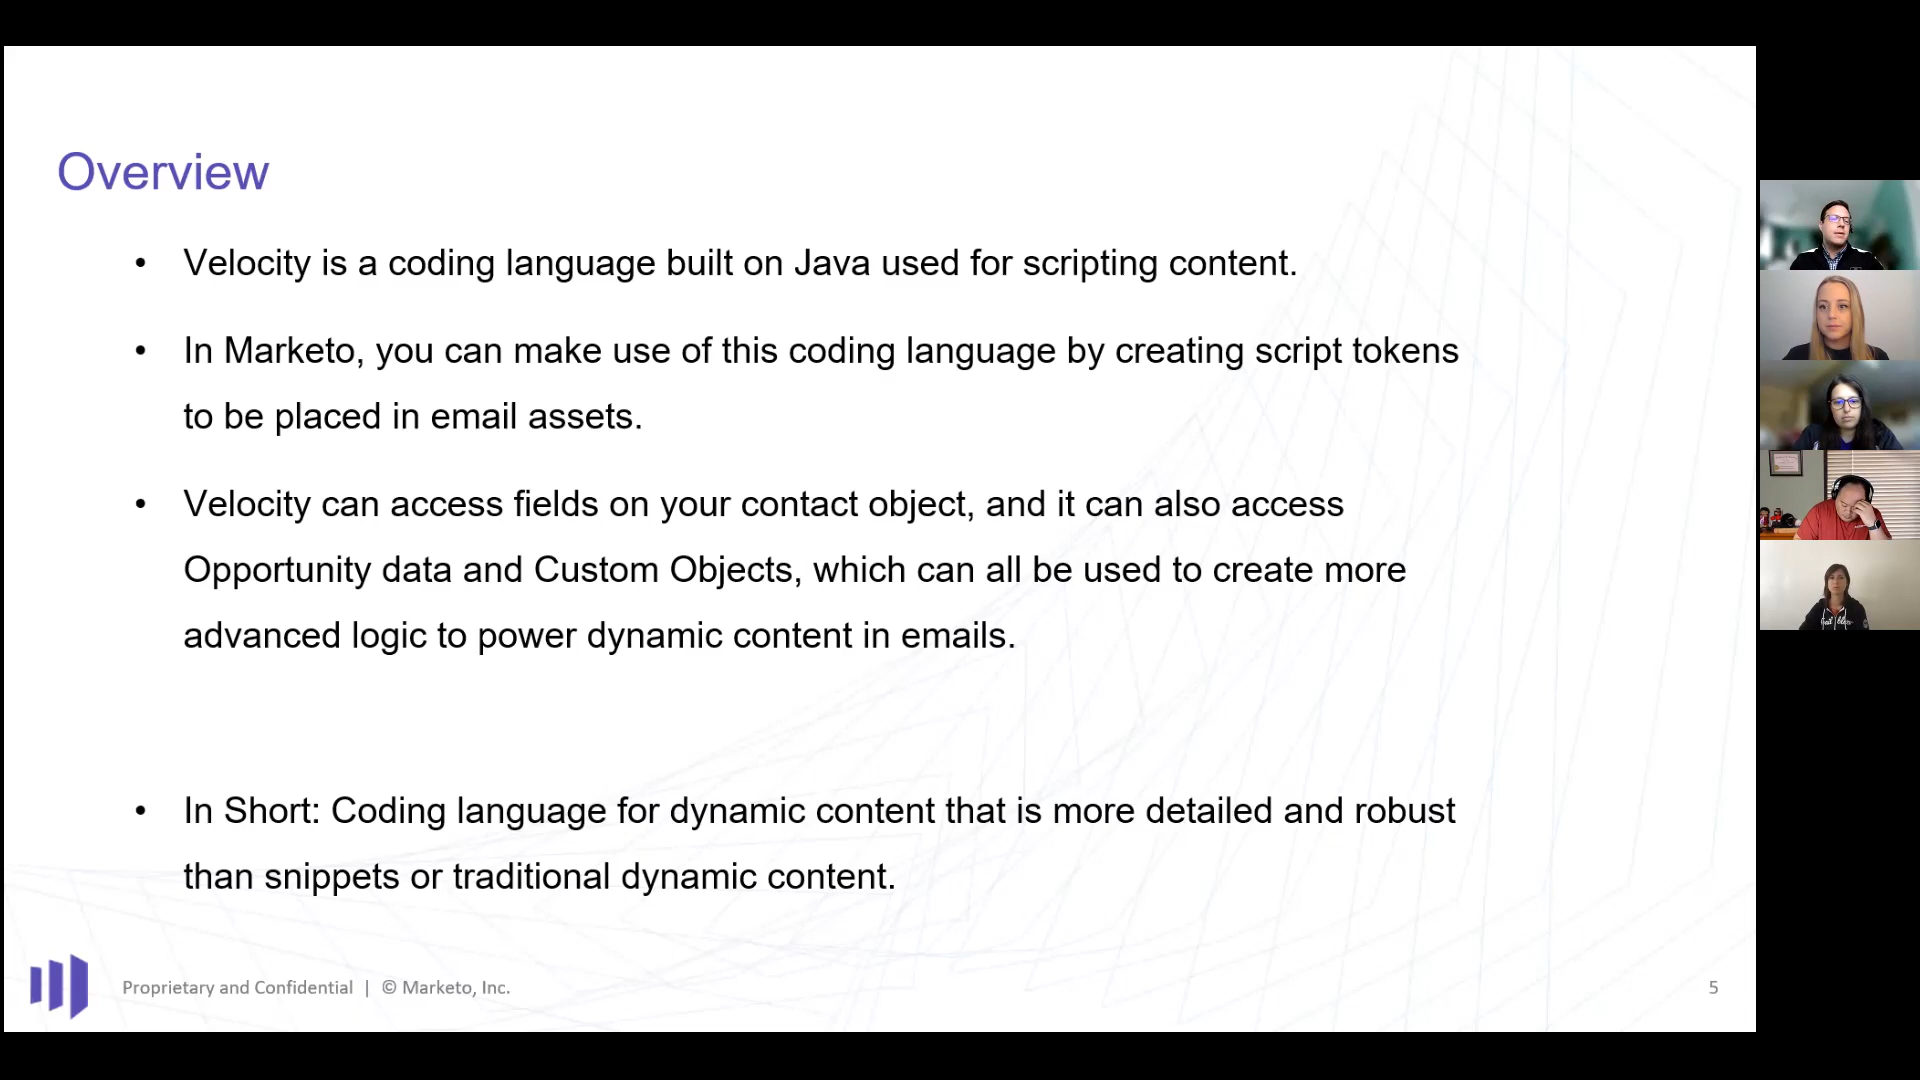 Overview
• Velocity is a coding language built on Java used for scripting content.
• In Marketo, you can make use of this coding language by creating script tokens
to be placed in email assets.
• Velocity can access fields on your contact object, and it can also access
Opportunity data and Custom Objects, which can all be used to create more
advanced logic to power dynamic content in emails.
• In Short: Coding language for dynamic content that is more detailed and robust
than snippets or traditional dynamic content.
Proprietary and Confidential | © Marketo, Inc.
5